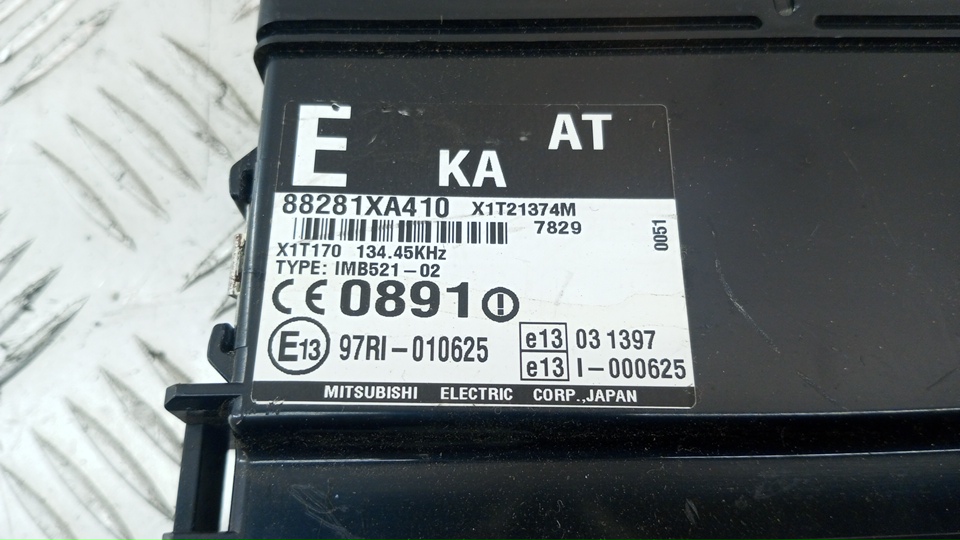 E KA AT
88281XA410 X1T21374M
7829
0051
X1T170 134.45KHz
TYPE: IMB521-02
CE 0891
E13 97RI-010625
e13 03 1397
e13 I-000625
MITSUBISHI ELECTRIC CORP.,JAPAN